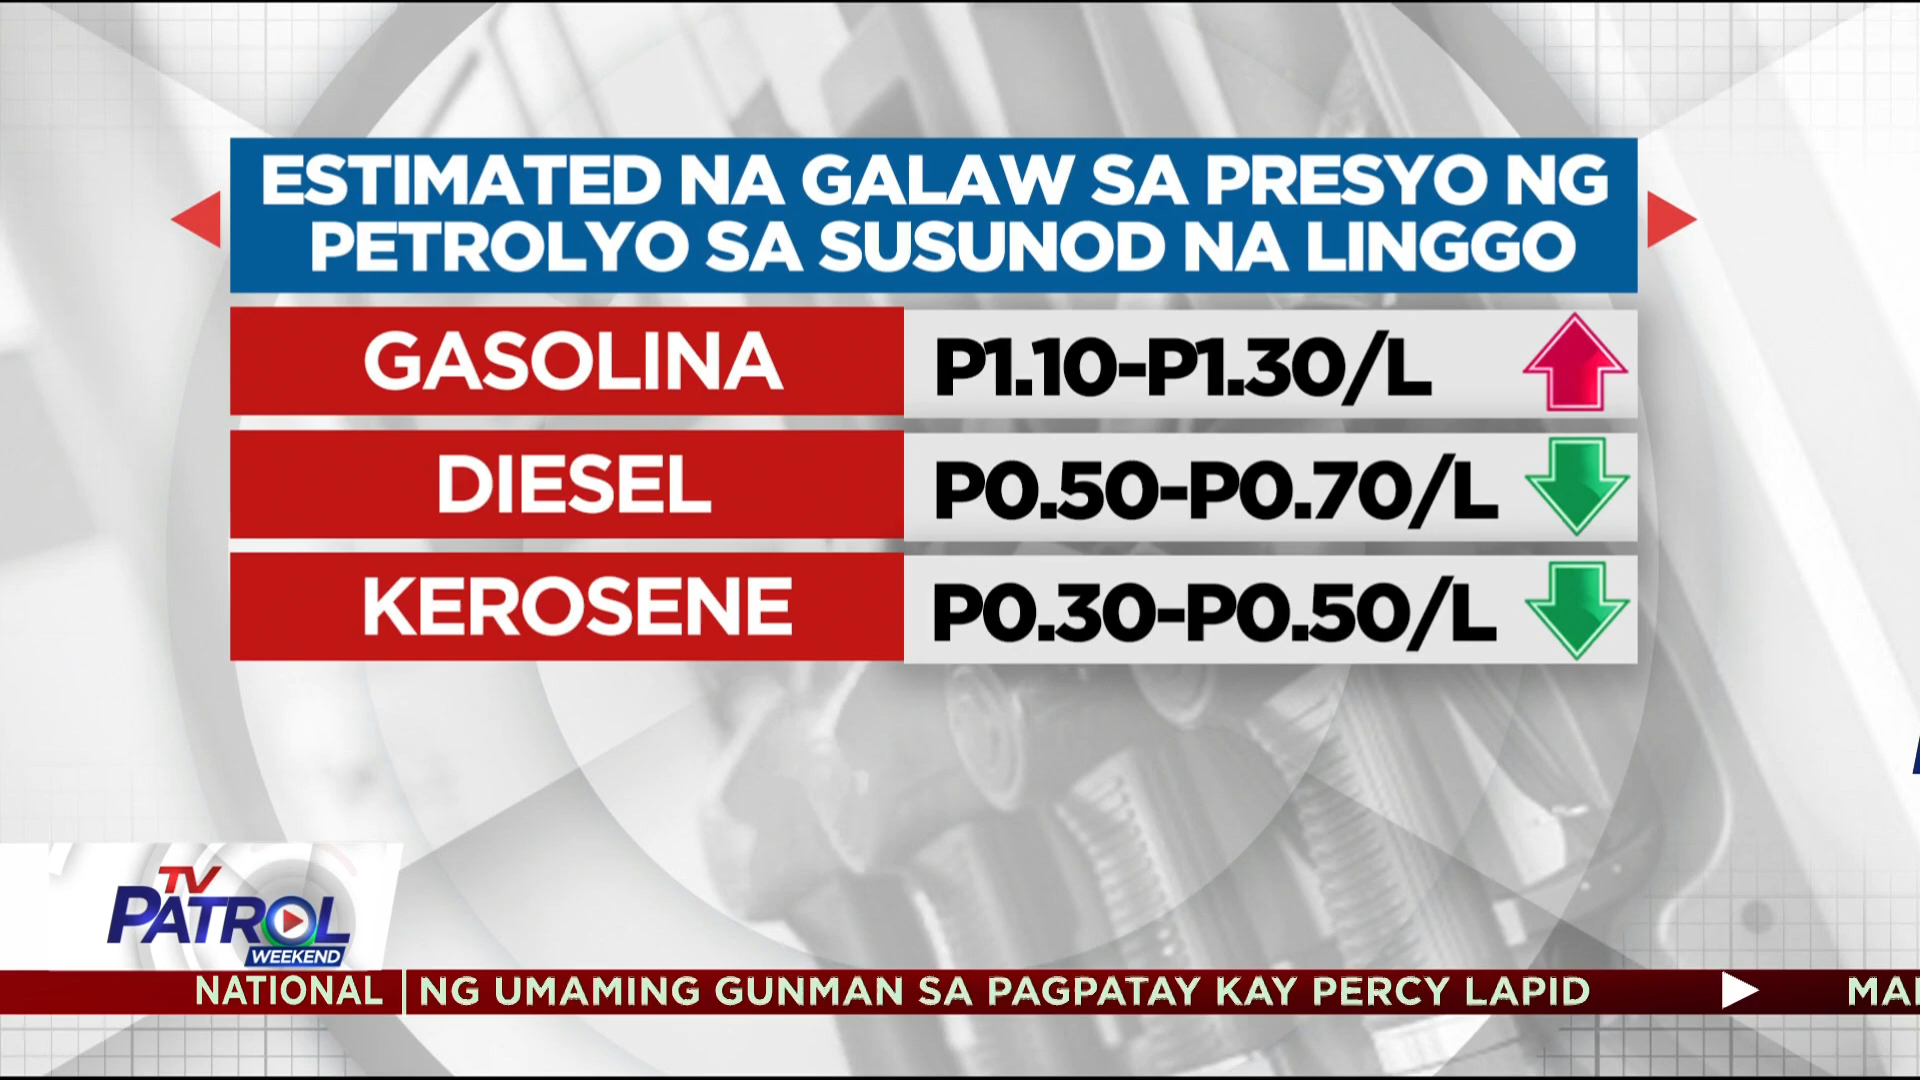 ESTIMATED NA GALAW SA PRESYO NG
PETROLYO SA SUSUNOD NA LINGGO
GASOLINA P1.10-P1.30/L
DIESEL P0.50-P0.70/L
KEROSENE P0.30-P0.50/L
TV
PATROL
WEEKEND
NATIONAL NG UMAMING GUNMAN SA PAGPATAY KAY PERCY LAPID